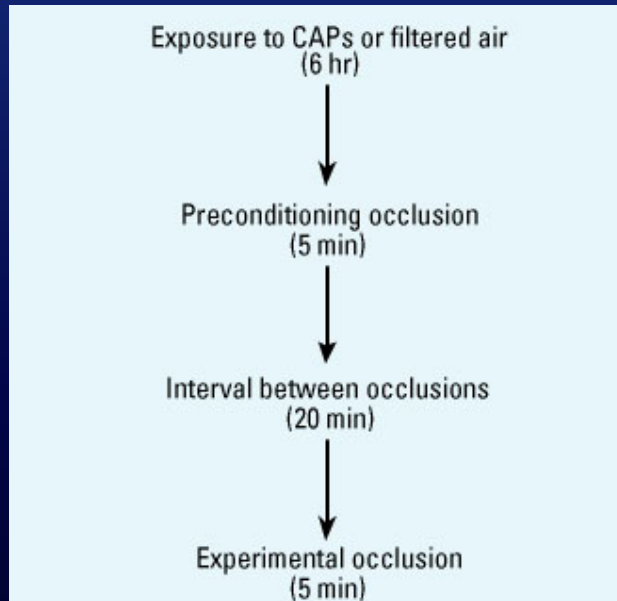 Exposure to CAPs or filtered air
(6 hr)
Preconditioning occlusion
(5 min)
Interval between occlusions
(20 min)
Experimental occlusion
(5 min)